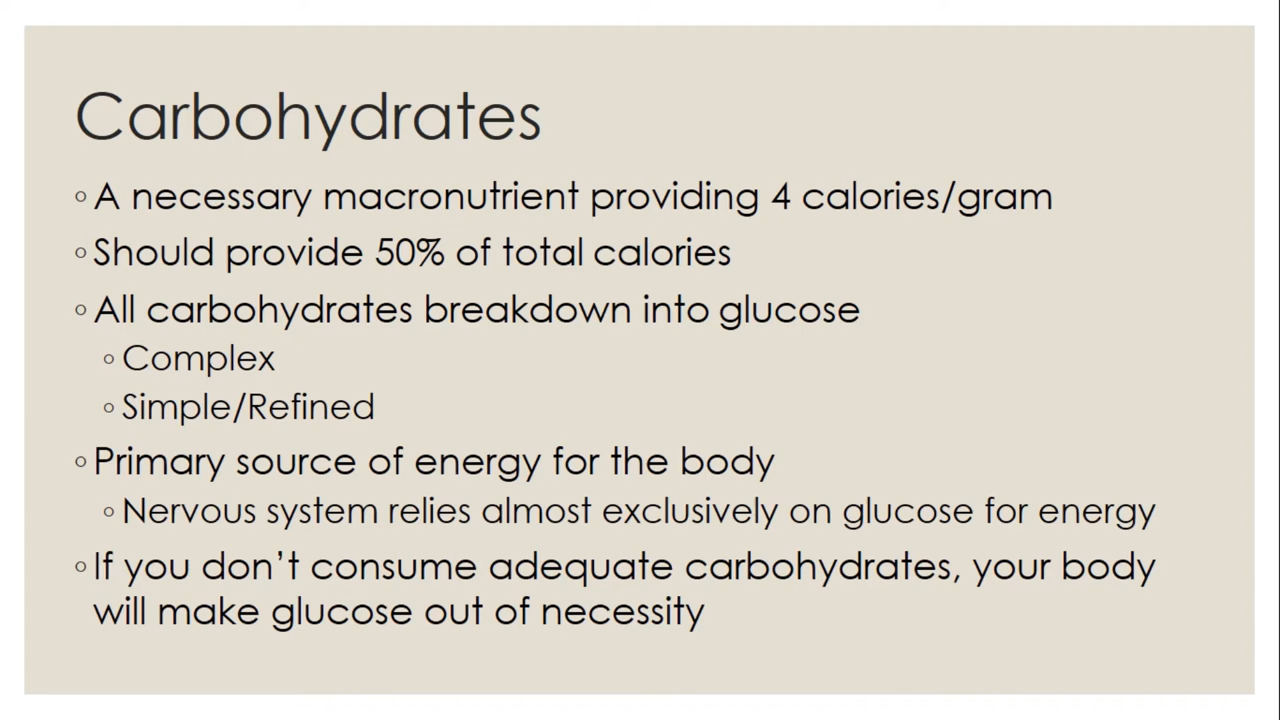 Carbohydrates
◦A necessary macronutrient providing 4 calories/gram
◦Should provide 50% of total calories
◦All carbohydrates breakdown into glucose
◦Complex
◦Simple/Refined
◦Primary source of energy for the body
◦Nervous system relies almost exclusively on glucose for energy
◦If you don’t consume adequate carbohydrates, your body
will make glucose out of necessity